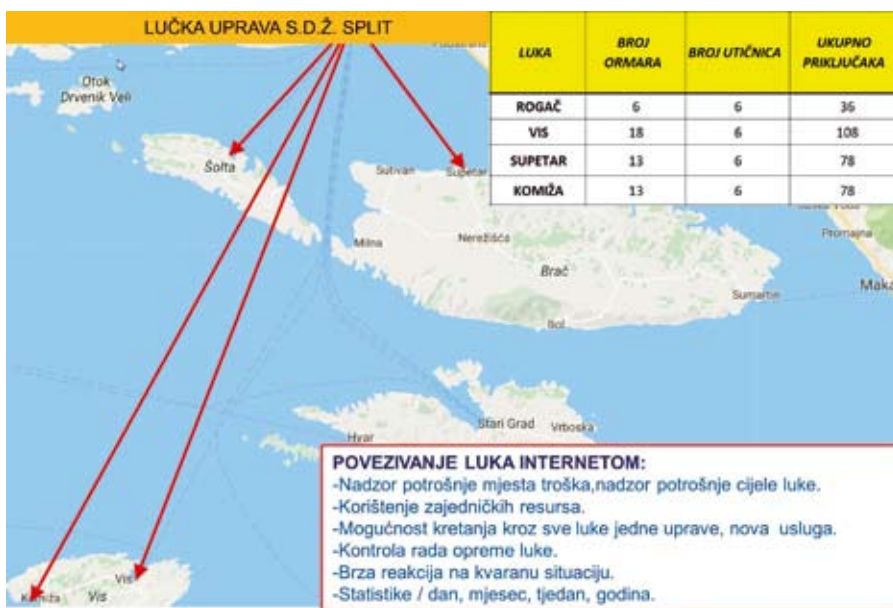 LUČKA UPRAVA S.D.Ž. SPLIT
LUKA BROJ ORMARA BROJ UTIČNICA UKUPNO PRIKLJUČAKA
ROGAČ 6 6 36
VIS 18 6 108
SUPETAR 13 6 78
KOMIŽA 13 6 78
Otok
Drvenik Veli
Šolta
Sutivan
Supetar
Milna
Nerežišća
Brač
Promajna
Maka
Sumartin
Bol
Stari Grad
Vrboska
Hvar
Vis
Komiža
Vis
POVEZIVANJE LUKA INTERNETOM:
-Nadzor potrošnje mjesta troška,nadzor potrošnje cijele luke.
-Korištenje zajedničkih resursa.
-Mogućnost kretanja kroz sve luke jedne uprave, nova usluga.
-Kontrola rada opreme luke.
-Brza reakcija na kvaranu situaciju.
-Statistike / dan, mjesec, tjedan, godina.